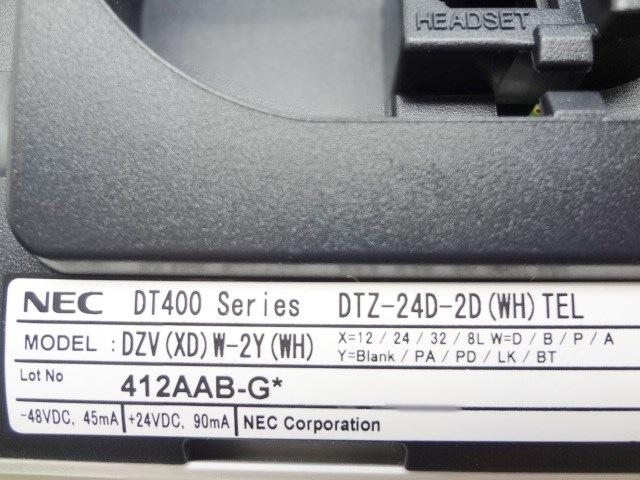 HEADSET
NEC DT400 Series DTZ-24D-2D(WH)TEL
MODEL : DZV(XD)W-2Y(WH) X=12 / 24 / 32 / 8L W=D / B / P / A
Y=Blank / PA / PD / LK / BT
Lot No 412AAB-G*
-48VDC, 45mA +24VDC, 90mA NEC Corporation